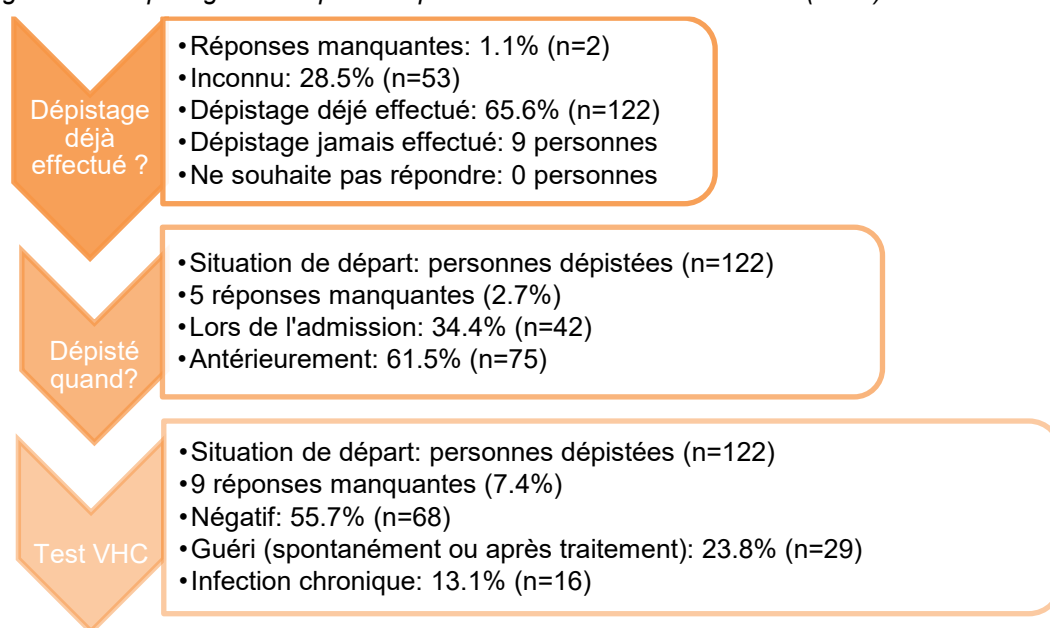 Dépistage
déjà
effectué ?
•Réponses manquantes: 1.1% (n=2)
•Inconnu: 28.5% (n=53)
•Dépistage déjé effectué: 65.6% (n=122)
•Dépistage jamais effectué: 9 personnes
•Ne souhaite pas répondre: 0 personnes
Dépisté
quand?
•Situation de départ: personnes dépistées (n=122)
•5 réponses manquantes (2.7%)
•Lors de l'admission: 34.4% (n=42)
•Antérieurement: 61.5% (n=75)
Test VHC
•Situation de départ: personnes dépistées (n=122)
•9 réponses manquantes (7.4%)
•Négatif: 55.7% (n=68)
•Guéri (spontanément ou après traitement): 23.8% (n=29)
•Infection chronique: 13.1% (n=16)